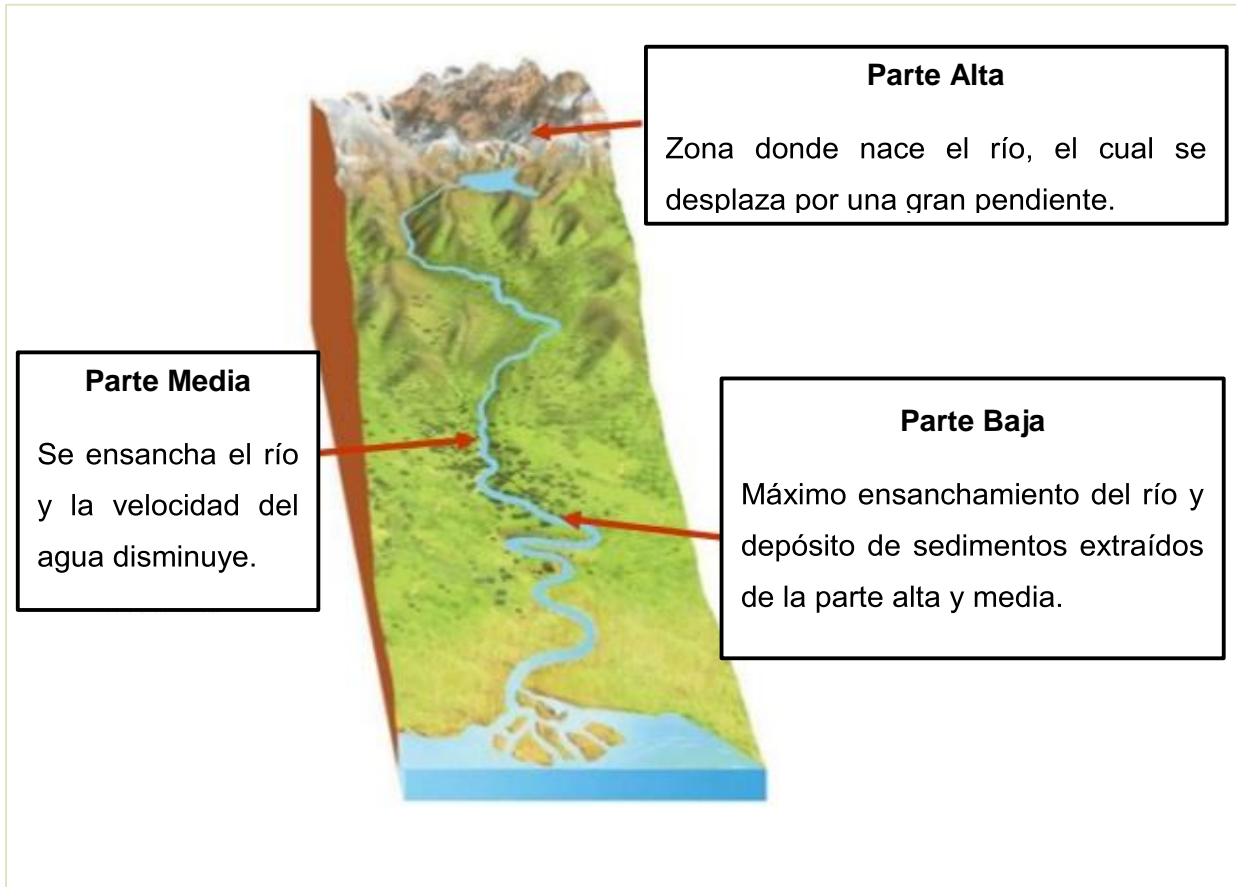 Parte Alta
Zona donde nace el río, el cual se
desplaza por una gran pendiente.
Parte Media
Se ensancha el río
y la velocidad del
agua disminuye.
Parte Baja
Máximo ensanchamiento del río y
depósito de sedimentos extraídos
de la parte alta y media.